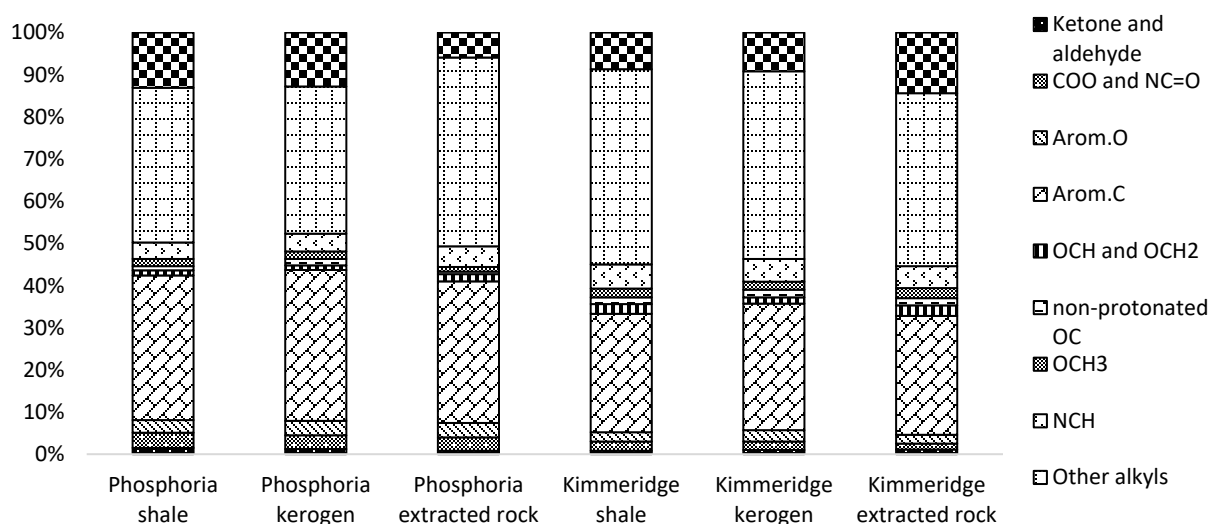 100%
90%
80%
70%
60%
50%
40%
30%
20%
10%
0%
Phosphoria
shale
Phosphoria
kerogen
Phosphoria
extracted rock
Kimmeridge
shale
Kimmeridge
kerogen
Kimmeridge
extracted rock
Ketone and
aldehyde
COO and NC=O
Arom.O
Arom.C
OCH and OCH2
non-protonated
OC
OCH3
NCH
Other alkyls